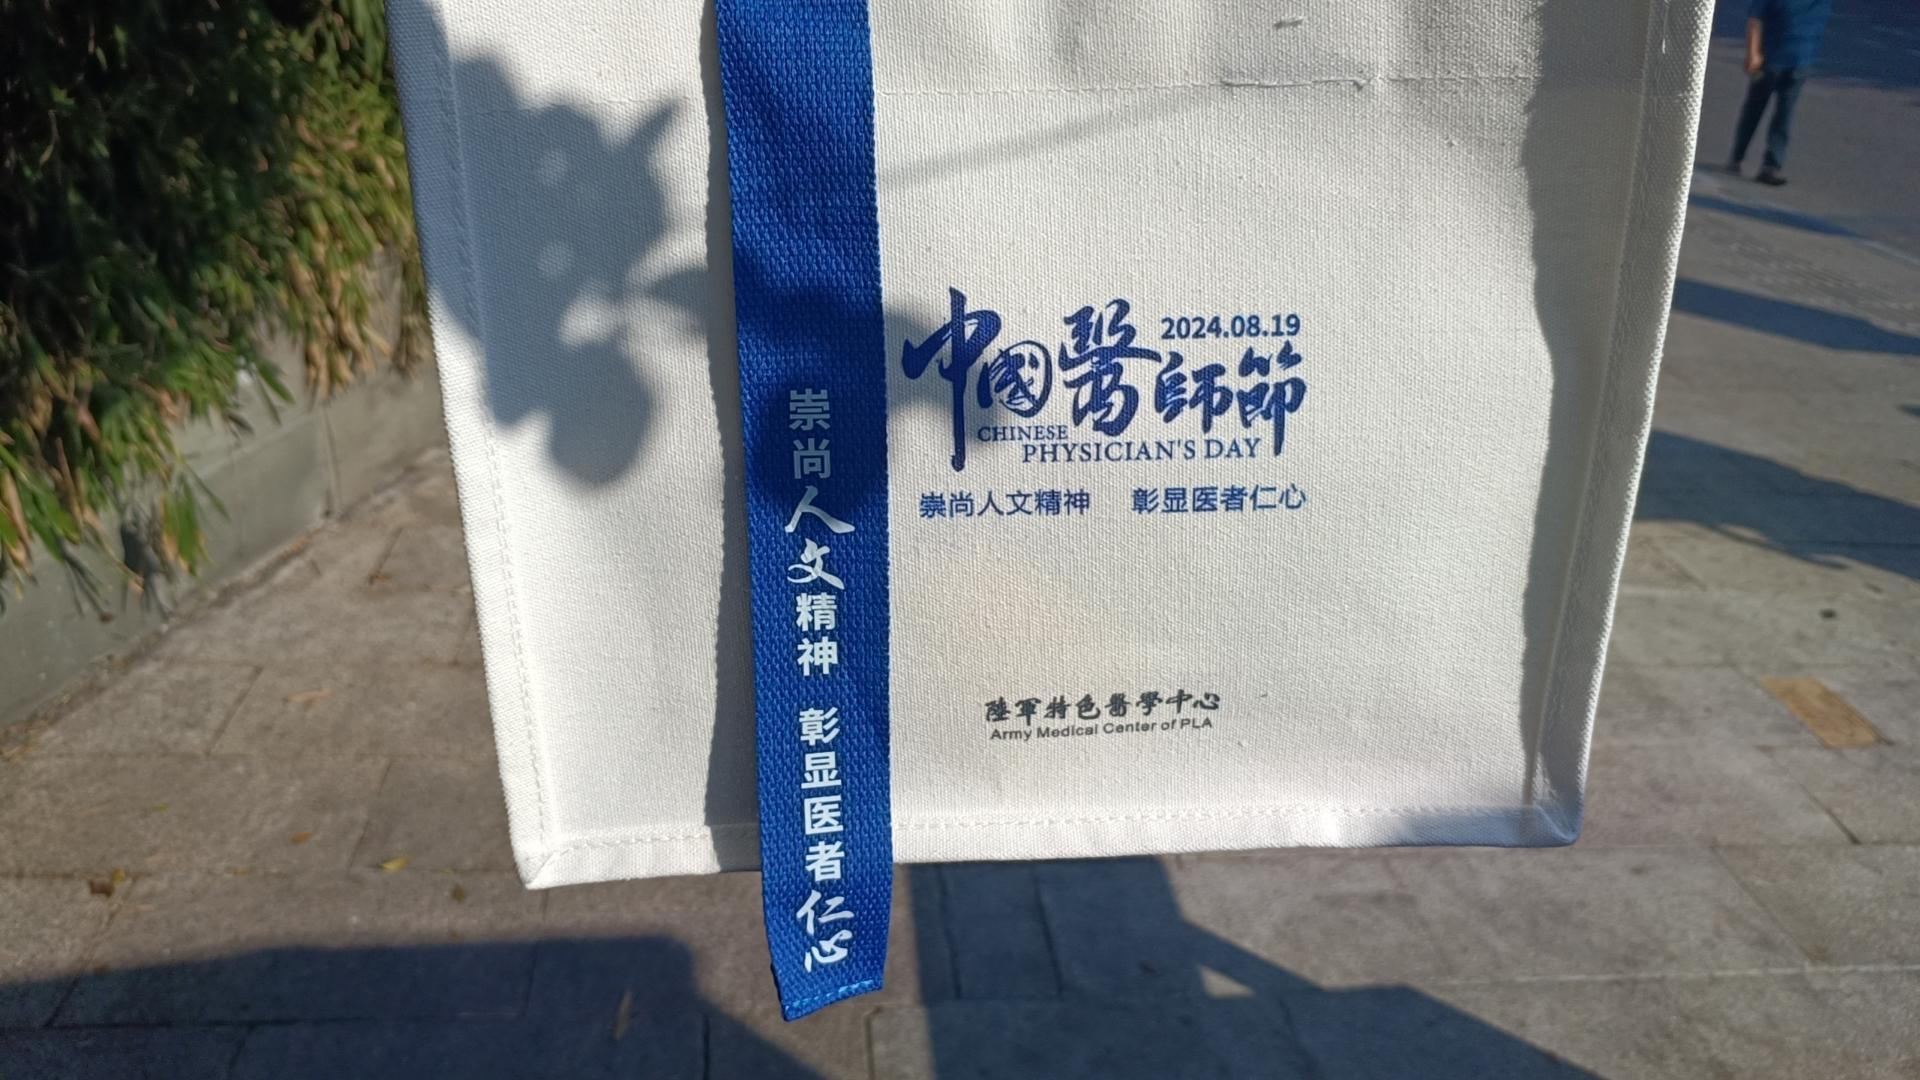 崇尚人文精神 彰显医者仁心
中國醫師節
2024.08.19
CHINESE
PHYSICIAN'S DAY
崇尚人文精神 彰显医者仁心
陸軍特色醫學中心
Army Medical Center of PLA